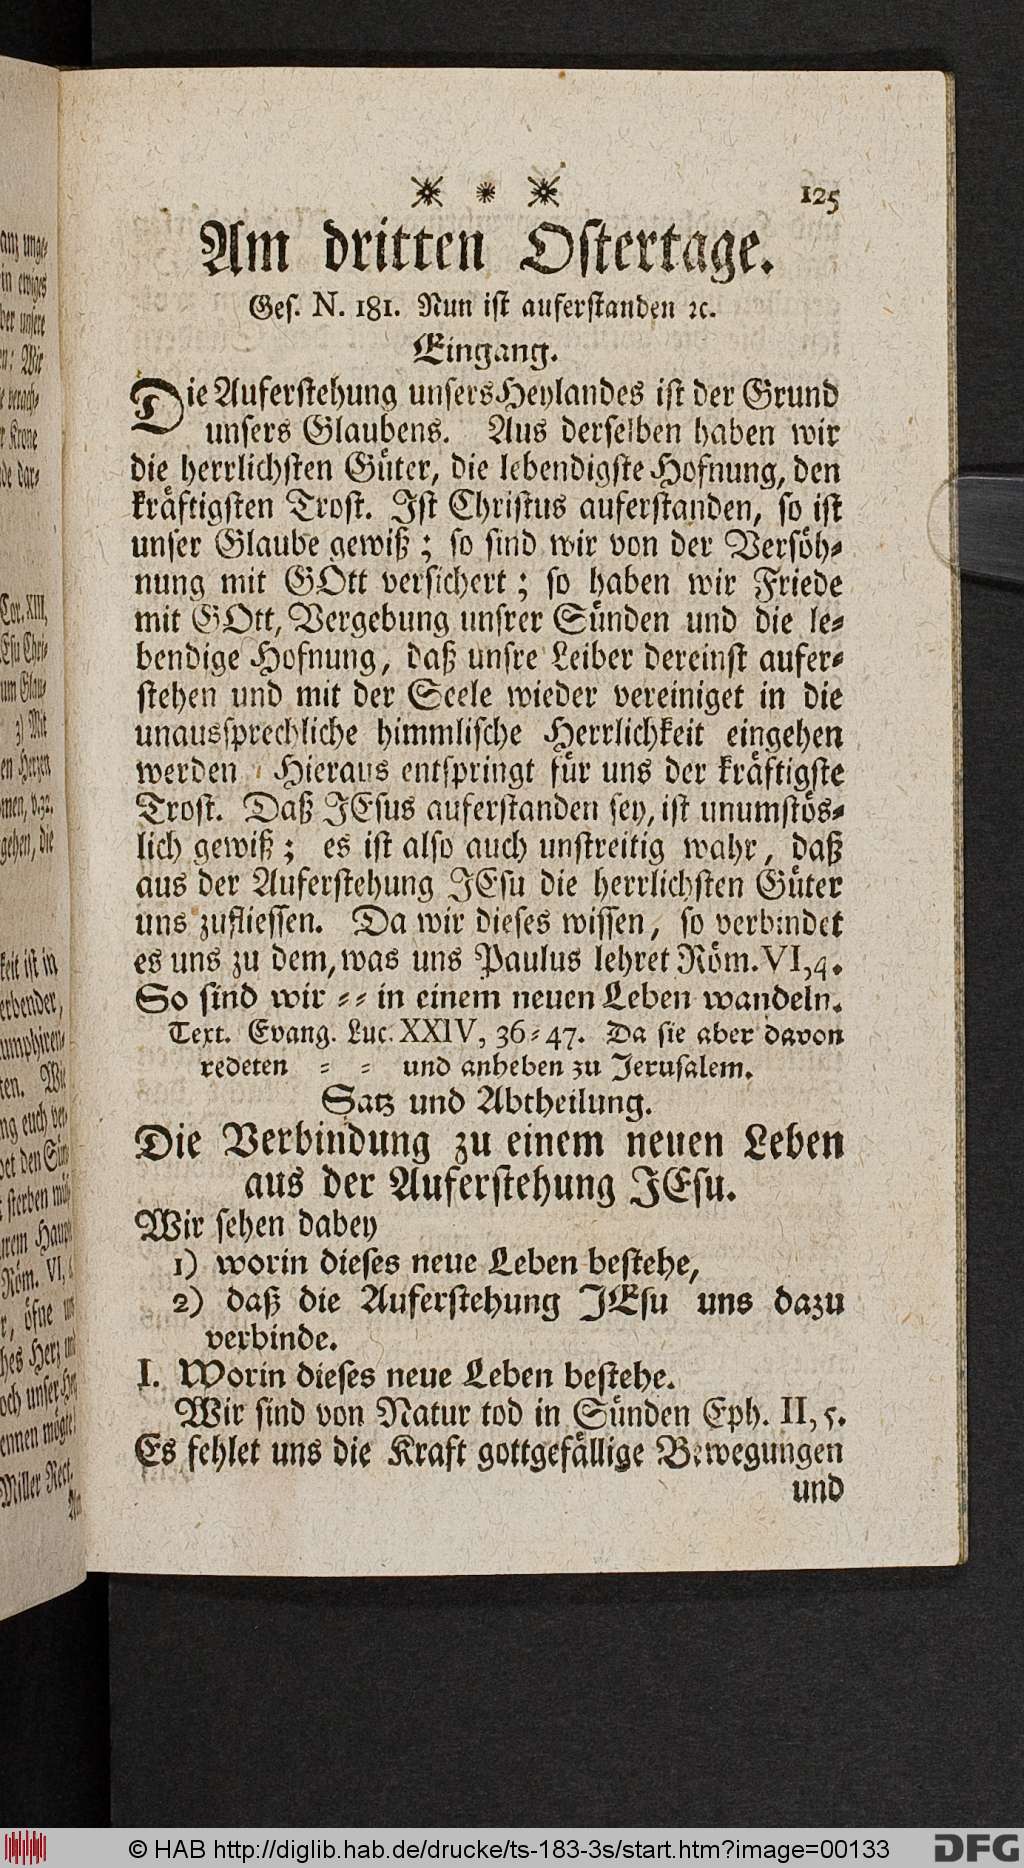 125
Am dritten Ostertage.
Ges. N. 181. Nun ist auferstanden ꝛc.
Eingang.
Die Auferstehung unsers Heylandes ist der Grund
unsers Glaubens. Aus derselben haben wir
die herrlichsten Güter, die lebendigste Hofnung, den
kräftigsten Trost. Ist Christus auferstanden, so ist
unser Glaube gewiß; so sind wir von der Versöh-
nung mit GOtt versichert; so haben wir Friede
mit GOtt, Vergebung unsrer Sünden und die le-
bendige Hofnung, daß unsre Leiber dereinst aufer-
stehen und mit der Seele wieder vereiniget in die
unaussprechliche himmlische Herrlichkeit eingehen
werden Hieraus entspringt für uns der kräftigste
Trost. Daß JEsus auferstanden sey, ist unumstös-
lich gewiß; es ist also auch unstreitig wahr, daß
aus der Auferstehung JEsu die herrlichsten Güter
uns zufliessen. Da wir dieses wissen, so verbindet
es uns zu dem, was uns Paulus lehret Röm. VI, 4.
So sind wir - - in einem neuen Leben wandeln.
Text. Evang. Luc. XXIV, 36-47. Da sie aber davon
redeten - - und anheben zu Jerusalem.
Satz und Abtheilung.
Die Verbindung zu einem neuen Leben
aus der Auferstehung JEsu.
Wir sehen dabey
1) worin dieses neue Leben bestehe,
2) daß die Auferstehung JEsu uns dazu
verbinde.
I. Worin dieses neue Leben bestehe.
Wir sind von Natur tod in Sünden Eph. II, 5.
Es fehlet uns die Kraft gottgefällige Bewegungen
und
© HAB http://diglib.hab.de/drucke/ts-183-3s/start.htm?image=00133
DFG